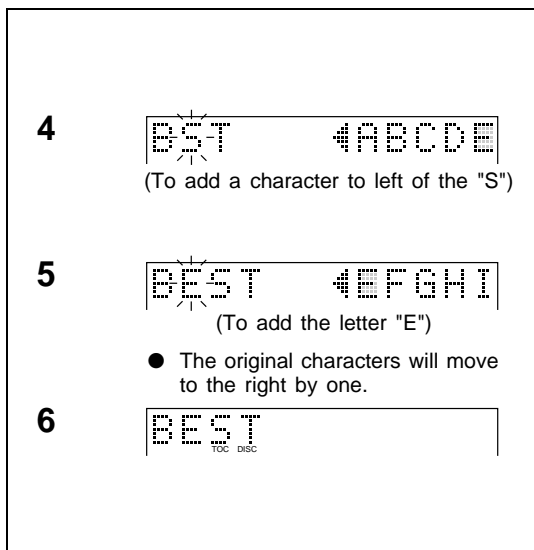 4
BST ◀ABCDE
(To add a character to left of the "S")
5
BEST ◀EFGHI
(To add the letter "E")
● The original characters will move
to the right by one.
6
BEST
TOC DISC